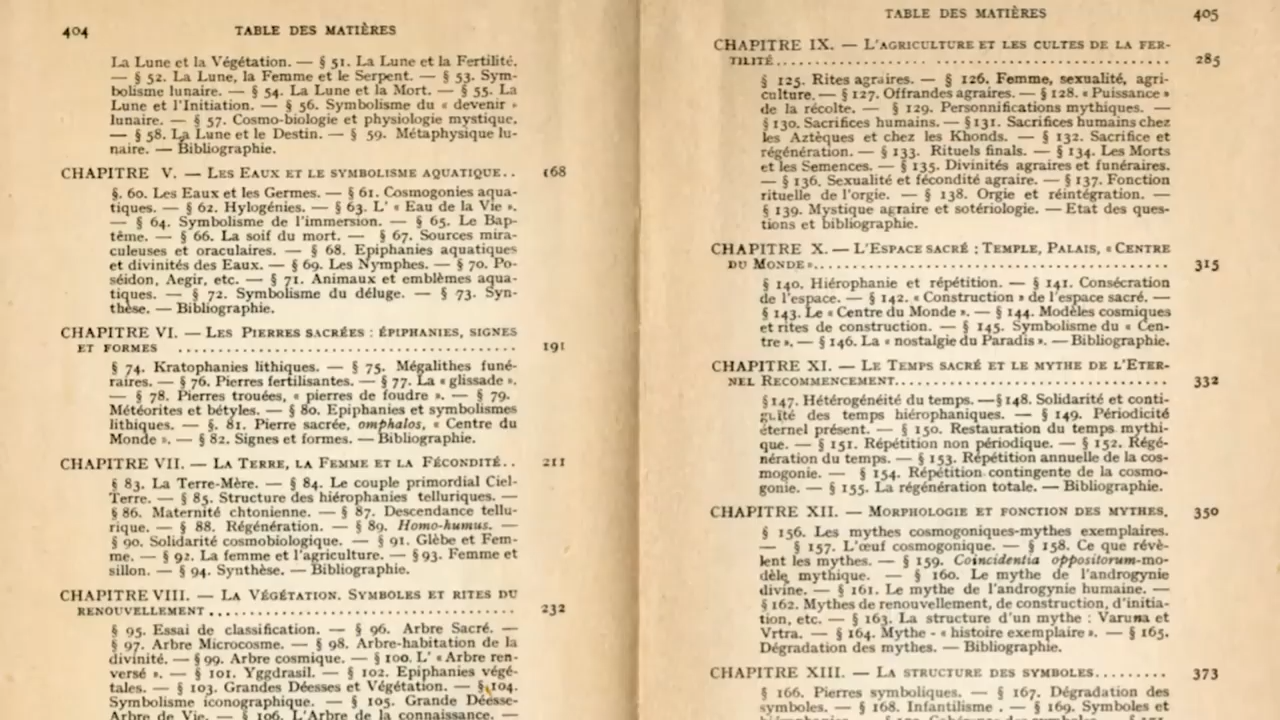 404 TABLE DES MATIÈRES
La Lune et la Végétation. — § 51. La Lune et la Fertilité.
— § 52. La Lune, la Femme et le Serpent. — § 53. Sym-
bolisme lunaire. — § 54. La Lune et la Mort. — § 55. La
Lune et l'Initiation. — § 56. Symbolisme du « devenir »
lunaire. — § 57. Cosmo-biologie et physiologie mystique.
— § 58. La Lune et le Destin. — § 59. Métaphysique lu-
naire. — Bibliographie.
CHAPITRE V. — Les Eaux et le symbolisme aquatique.. 168
§. 60. Les Eaux et les Germes. — § 61. Cosmogonies aqua-
tiques. — § 62. Hylogénies. — § 63. L' « Eau de la Vie ».
— § 64. Symbolisme de l'immersion. — § 65. Le Bap-
tême. — § 66. La soif du mort. — § 67. Sources mira-
culeuses et oraculaires. — § 68. Epiphanies aquatiques
et divinités des Eaux. — § 69. Les Nymphes. — § 70. Po-
séidon, Aegir, etc. — § 71. Animaux et emblèmes aqua-
tiques. — § 72. Symbolisme du déluge. — § 73. Syn-
thèse. — Bibliographie.
CHAPITRE VI. — Les Pierres sacrées : épiphanies, signes
et formes ........ 191
§ 74. Kratophanies lithiques. — § 75. Mégalithes funé-
raires. — § 76. Pierres fertilisantes. — § 77. La « glissade ».
— § 78. Pierres trouées, « pierres de foudre ». — § 79.
Météorites et bétyles. — § 80. Epiphanies et symbolismes
lithiques. — §. 81. Pierre sacrée, omphalos, « Centre du
Monde ». — § 82. Signes et formes. — Bibliographie.
CHAPITRE VII. — La Terre, la Femme et la Fécondité.. 211
§ 83. La Terre-Mère. — § 84. Le couple primordial Ciel-
Terre. — § 85. Structure des hiérophanies telluriques. —
§ 86. Maternité chtonienne. — § 87. Descendance tellu-
rique. — § 88. Régénération. — § 89. Homo-humus. —
§ 90. Solidarité cosmobiologique. — § 91. Glèbe et Fem-
me. — § 92. La femme et l'agriculture. — § 93. Femme et
sillon. — § 94. Synthèse. — Bibliographie.
CHAPITRE VIII. — La Végétation. Symboles et rites du
renouvellement ........ 232
§ 95. Essai de classification. — § 96. Arbre Sacré. —
§ 97. Arbre Microcosme. — § 98. Arbre-habitation de la
divinité. — § 99. Arbre cosmique. — § 100. L' « Arbre ren-
versé ». — § 101. Yggdrasil. — § 102. Epiphanies végé-
tales. — § 103. Grandes Déesses et Végétation. — § 104.
Symbolisme iconographique. — § 105. Grande Déesse-
Arbre de Vie. — § 106. L'Arbre de la connaissance. —
TABLE DES MATIÈRES 405
CHAPITRE IX. — L'agriculture et les cultes de la fer-
tilité ........ 285
§ 125. Rites agraires. — § 126. Femme, sexualité, agri-
culture. — § 127. Offrandes agraires. — § 128. « Puissance »
de la récolte. — § 129. Personnifications mythiques. —
§ 130. Sacrifices humains. — § 131. Sacrifices humains chez
les Aztèques et chez les Khonds. — § 132. Sacrifice et
régénération. — § 133. Rituels finals. — § 134. Les Morts
et les Semences. — § 135. Divinités agraires et funéraires.
— § 136. Sexualité et fécondité agraire. — § 137. Fonction
rituelle de l'orgie. — § 138. Orgie et réintégration. —
§ 139. Mystique agraire et sotériologie. — Etat des ques-
tions et bibliographie.
CHAPITRE X. — L'Espace sacré ; Temple, Palais, « Centre
du Monde » ........ 315
§ 140. Hiérophanie et répétition. — § 141. Consécration
de l'espace. — § 142. « Construction » de l'espace sacré. —
§ 143. Le « Centre du Monde ». — § 144. Modèles cosmiques
et rites de construction. — § 145. Symbolisme du « Cen-
tre ». — § 146. La « nostalgie du Paradis ». — Bibliographie.
CHAPITRE XI. — Le Temps sacré et le mythe de l'Eter-
nel Recommencement ........ 332
§ 147. Hétérogénéité du temps. — § 148. Solidarité et conti-
guïté des temps hiérophaniques. — § 149. Périodicité
éternel présent. — § 150. Restauration du temps mythi-
que. — § 151. Répétition non périodique. — § 152. Régé-
nération du temps. — § 153. Répétition annuelle de la cos-
mogonie. — § 154. Répétition contingente de la cosmo-
gonie. — § 155. La régénération totale. — Bibliographie.
CHAPITRE XII. — Morphologie et fonction des mythes. 350
§ 156. Les mythes cosmogoniques-mythes exemplaires.
— § 157. L'œuf cosmogonique. — § 158. Ce que révè-
lent les mythes. — § 159. Coincidentia oppositorum-mo-
dèle mythique. — § 160. Le mythe de l'androgynie
divine. — § 161. Le mythe de l'androgynie humaine. —
§ 162. Mythes de renouvellement, de construction, d'initia-
tion, etc. — § 163. La structure d'un mythe : Varuna et
Vrtra. — § 164. Mythe - « histoire exemplaire ». — § 165.
Dégradation des mythes. — Bibliographie.
CHAPITRE XIII. — La structure des symboles ........ 373
§ 166. Pierres symboliques. — § 167. Dégradation des
symboles. — § 168. Infantilisme . — § 169. Symboles et